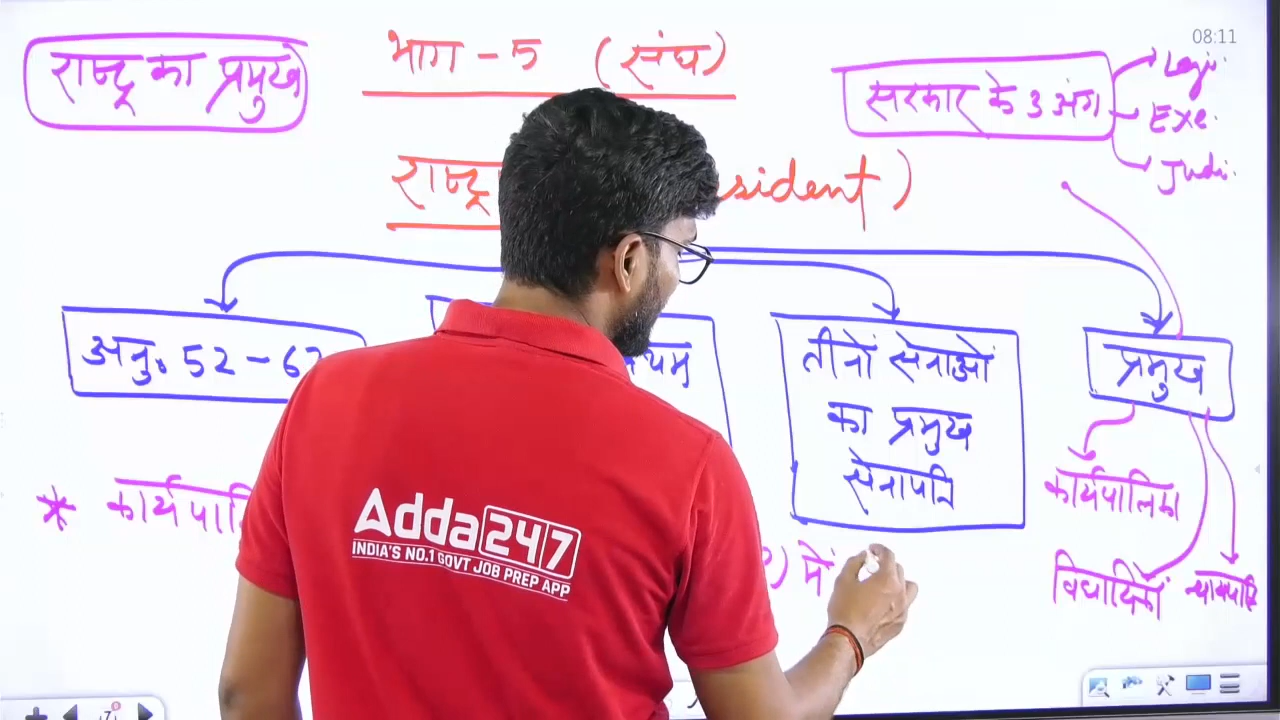 08:11
राष्ट्र का प्रमुख
भाग - 5 (संघ)
सरकार के 3 अंग
Legi.
Exe.
Judi.
sident)
अनु० 52 - 62
तीनों सेनाओं
का प्रमुख
सेनापति
प्रमुख
कार्यपालिका
विधायिका
* कार्यपालि
में
Adda247
INDIA'S NO.1 GOVT JOB PREP APP